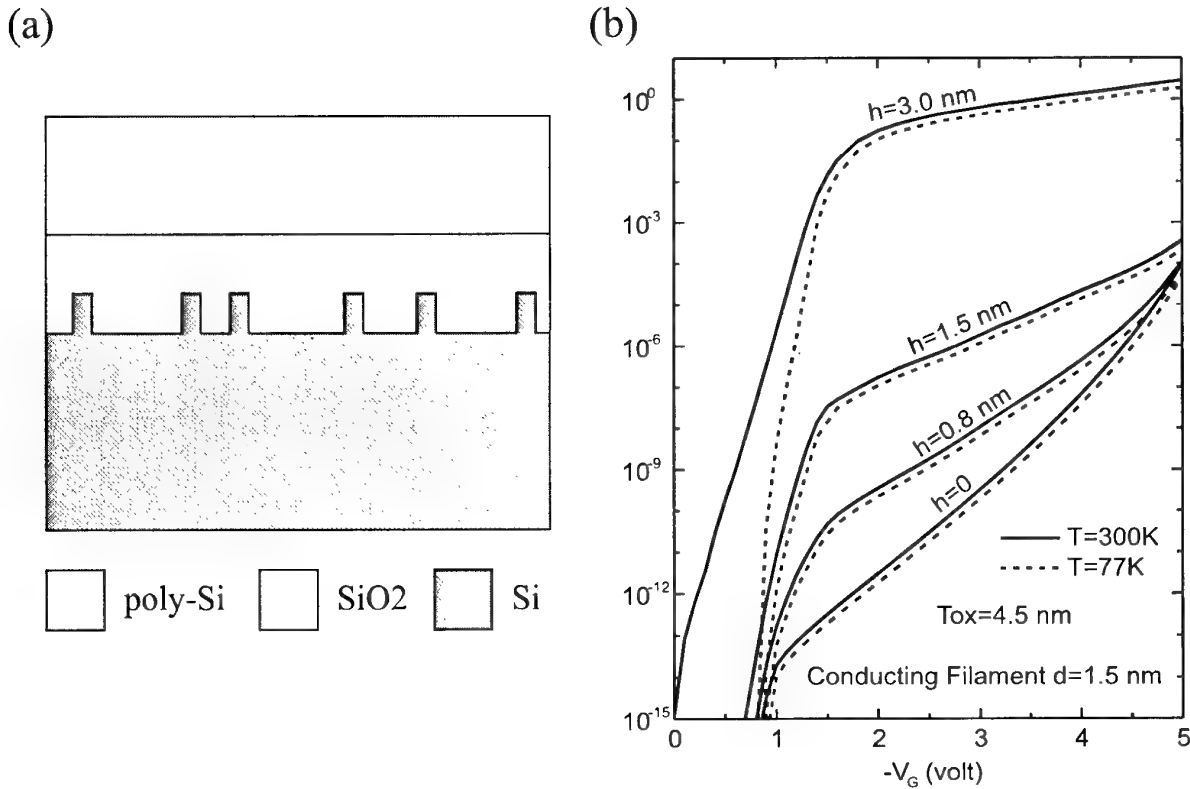 (a)
poly-Si
SiO2
Si
(b)
10⁰
10⁻³
10⁻⁶
10⁻⁹
10⁻¹²
10⁻¹⁵
h=3.0 nm
h=1.5 nm
h=0.8 nm
h=0
T=300K
T=77K
Tox=4.5 nm
Conducting Filament d=1.5 nm
0
1
2
3
4
5
-V_G (volt)